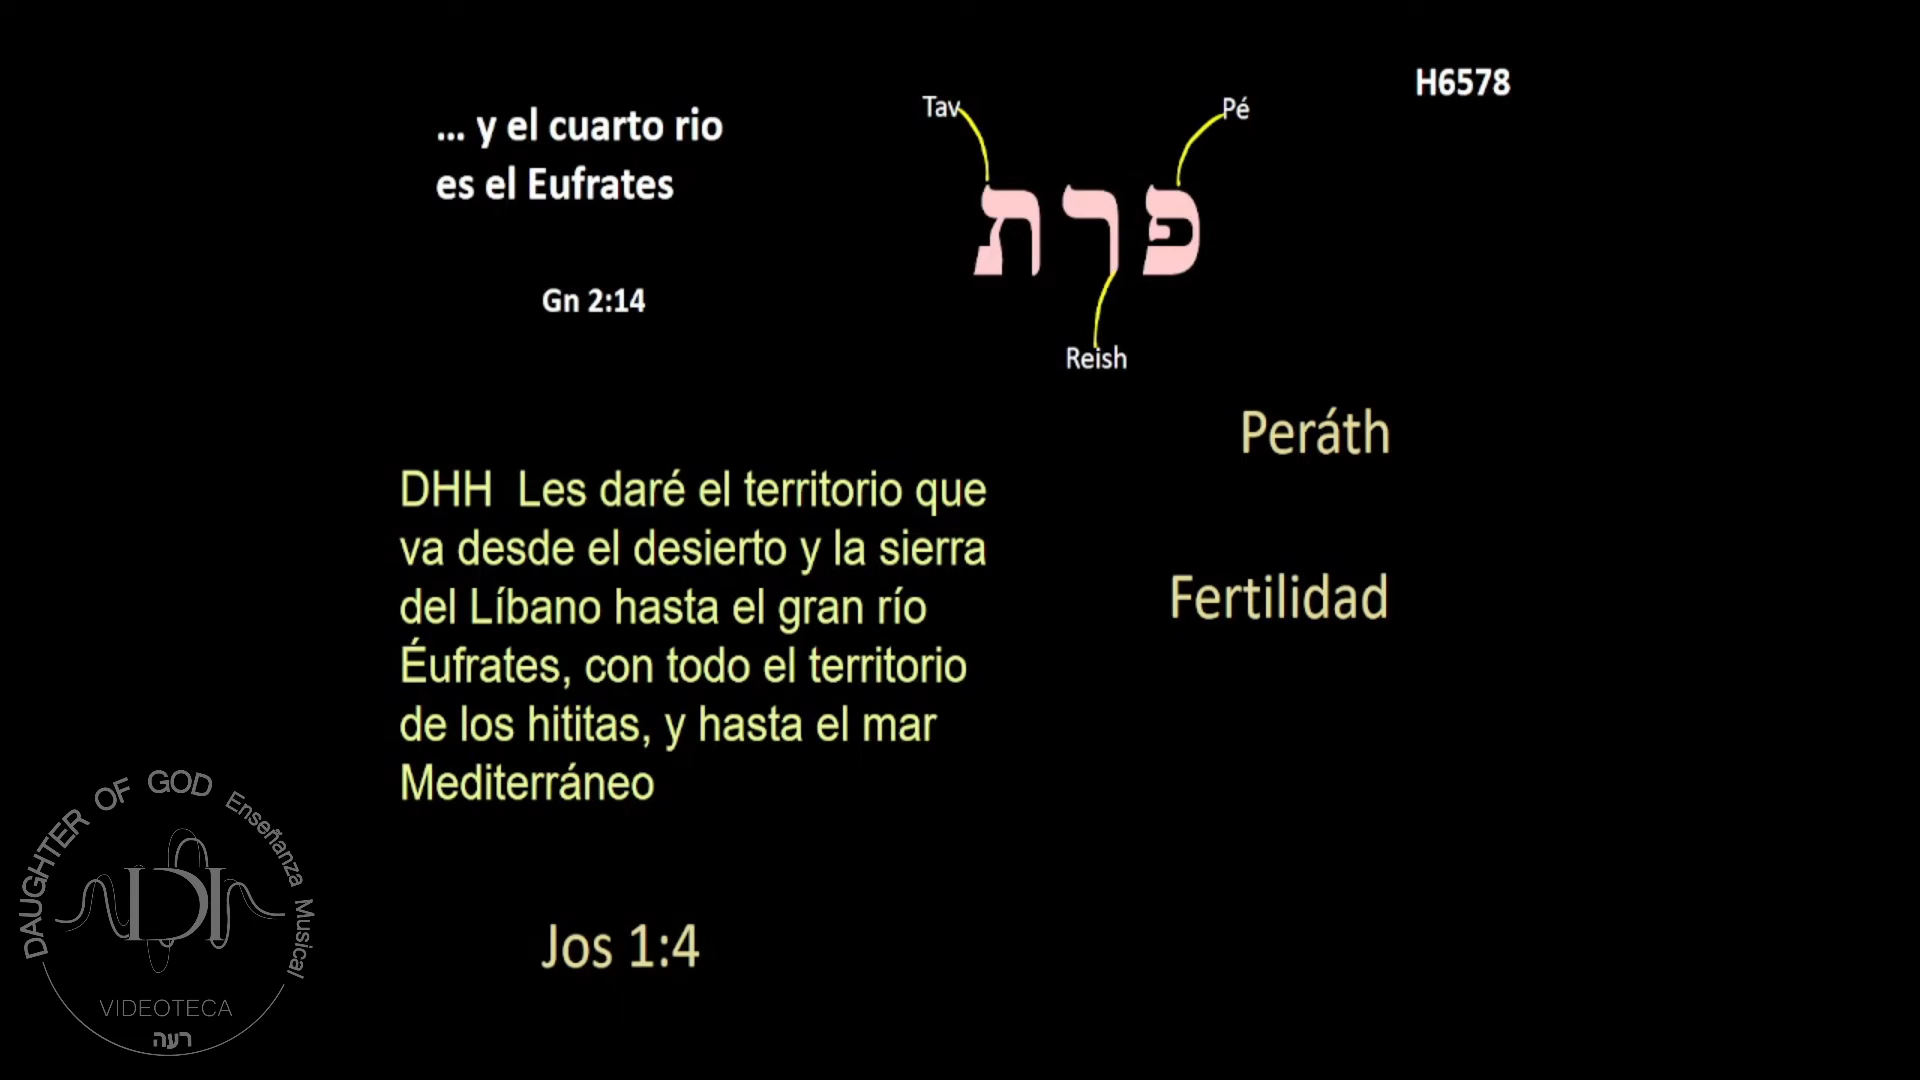 H6578
... y el cuarto rio
es el Eufrates
Gn 2:14
Tav
Pé
פרת
Reish
Peráth
Fertilidad
DHH  Les daré el territorio que
va desde el desierto y la sierra
del Líbano hasta el gran río
Éufrates, con todo el territorio
de los hititas, y hasta el mar
Mediterráneo
Jos 1:4
DAUGHTER OF GOD Enseñanza Musical
VIDEOTECA
רעה